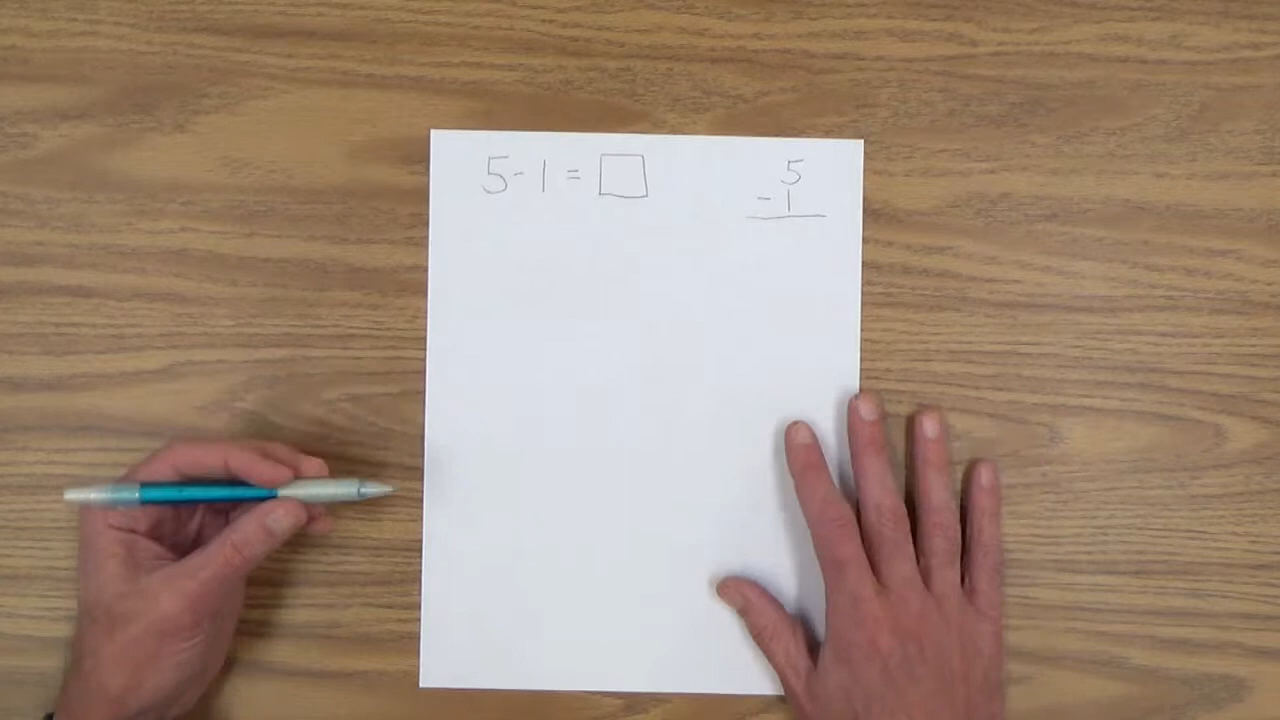 5 - 1 = □
5
- 1